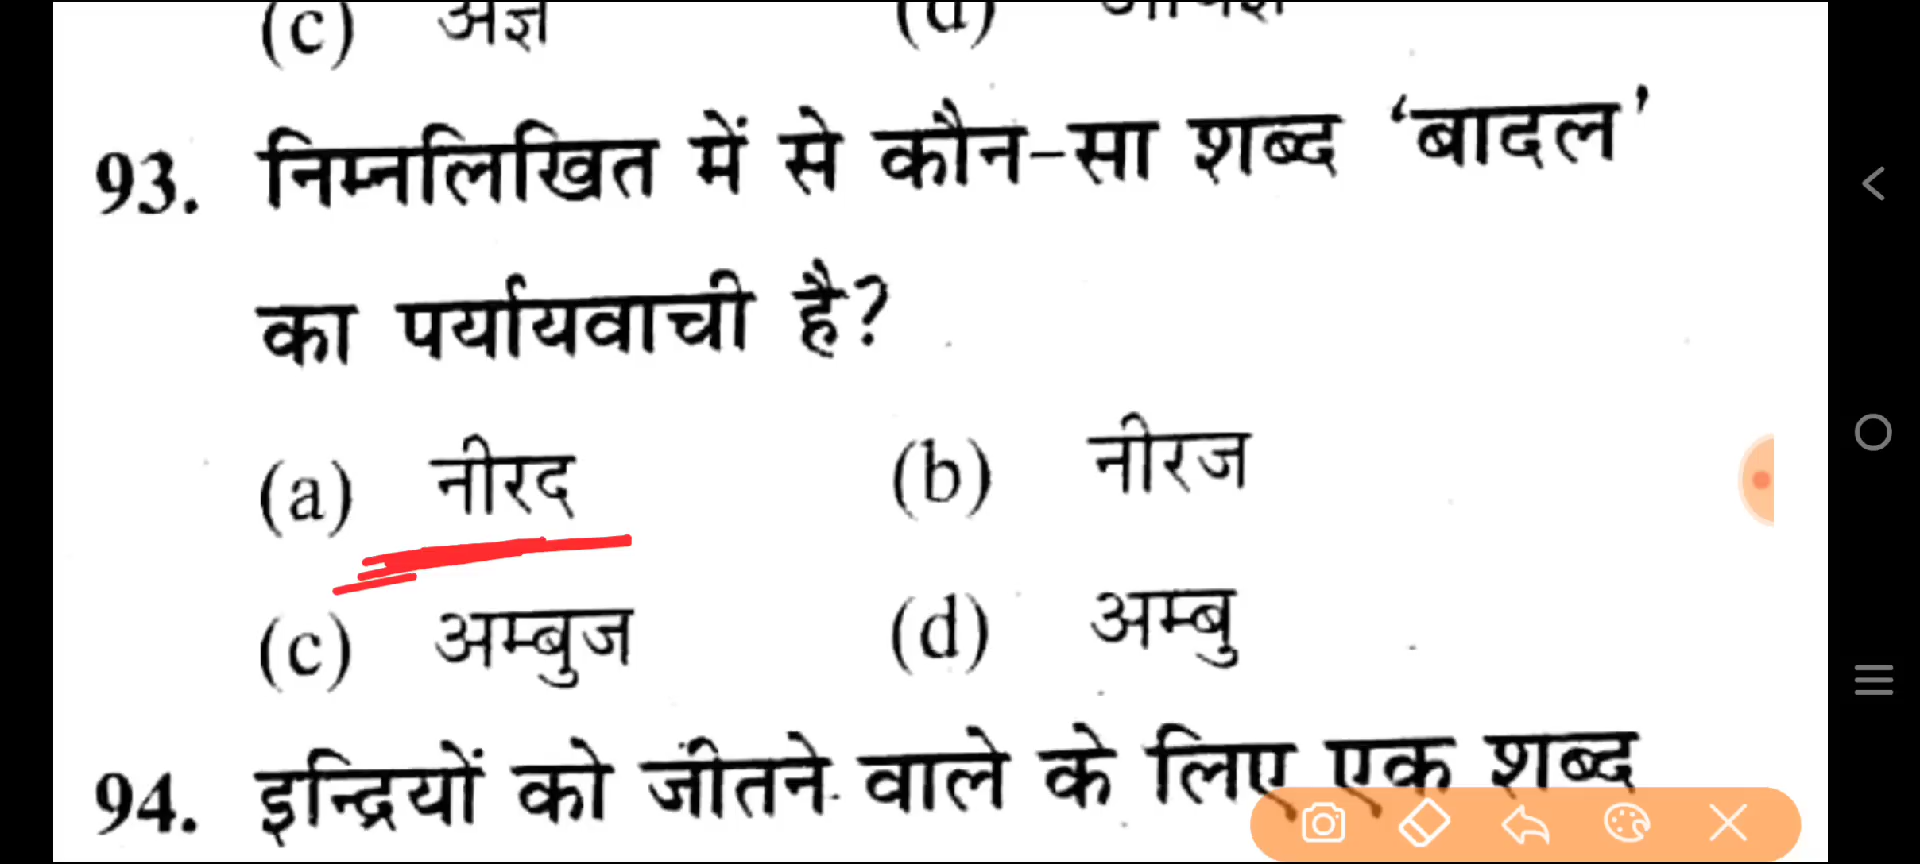 (c) अज्ञ (d)
93. निम्नलिखित में से कौन-सा शब्द ‘बादल’
का पर्यायवाची है?
(a) नीरद (b) नीरज
(c) अम्बुज (d) अम्बु
94. इन्द्रियों को जीतने वाले के लिए एक शब्द